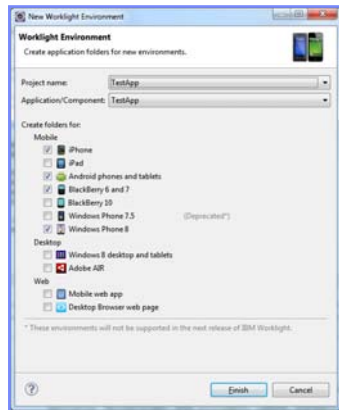 New Worklight Environment
Worklight Environment
Create application folders for new environments.
Project name: TestApp
Application/Component: TestApp
Create folders for:
Mobile
iPhone
iPad
Android phones and tablets
BlackBerry 6 and 7
BlackBerry 10
Windows Phone 7.5 (Deprecated*)
Windows Phone 8
Desktop
Windows 8 desktop and tablets
Adobe AIR
Web
Mobile web app
Desktop Browser web page
* These environments will not be supported in the next release of IBM Worklight.
Finish Cancel